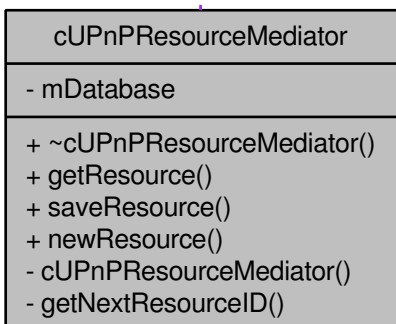 cUPnPResourceMediator
- mDatabase
+ ~cUPnPResourceMediator()
+ getResource()
+ saveResource()
+ newResource()
- cUPnPResourceMediator()
- getNextResourceID()